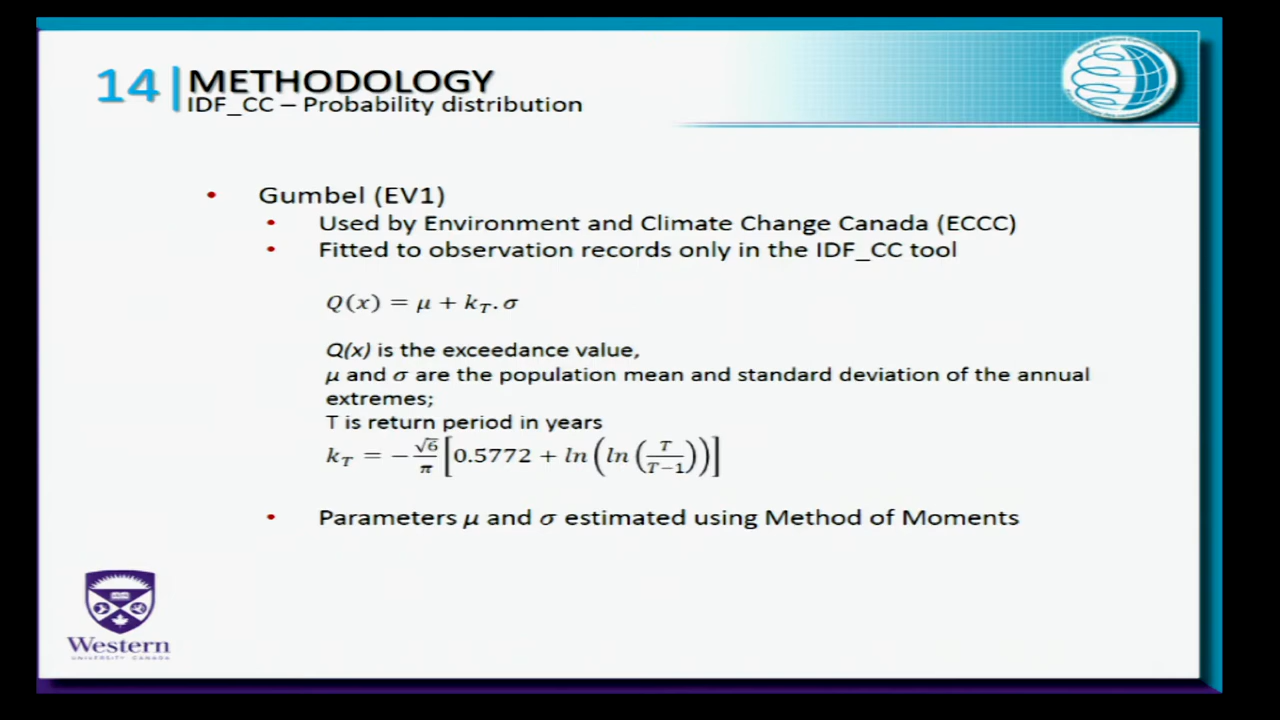 14
METHODOLOGY
IDF_CC – Probability distribution
• Gumbel (EV1)
• Used by Environment and Climate Change Canada (ECCC)
• Fitted to observation records only in the IDF_CC tool
Q(x) = μ + k_T. σ
Q(x) is the exceedance value,
μ and σ are the population mean and standard deviation of the annual
extremes;
T is return period in years
k_T = −√6/π [0.5772 + ln (ln (T/T−1))]
• Parameters μ and σ estimated using Method of Moments
Western
UNIVERSITY · CANADA